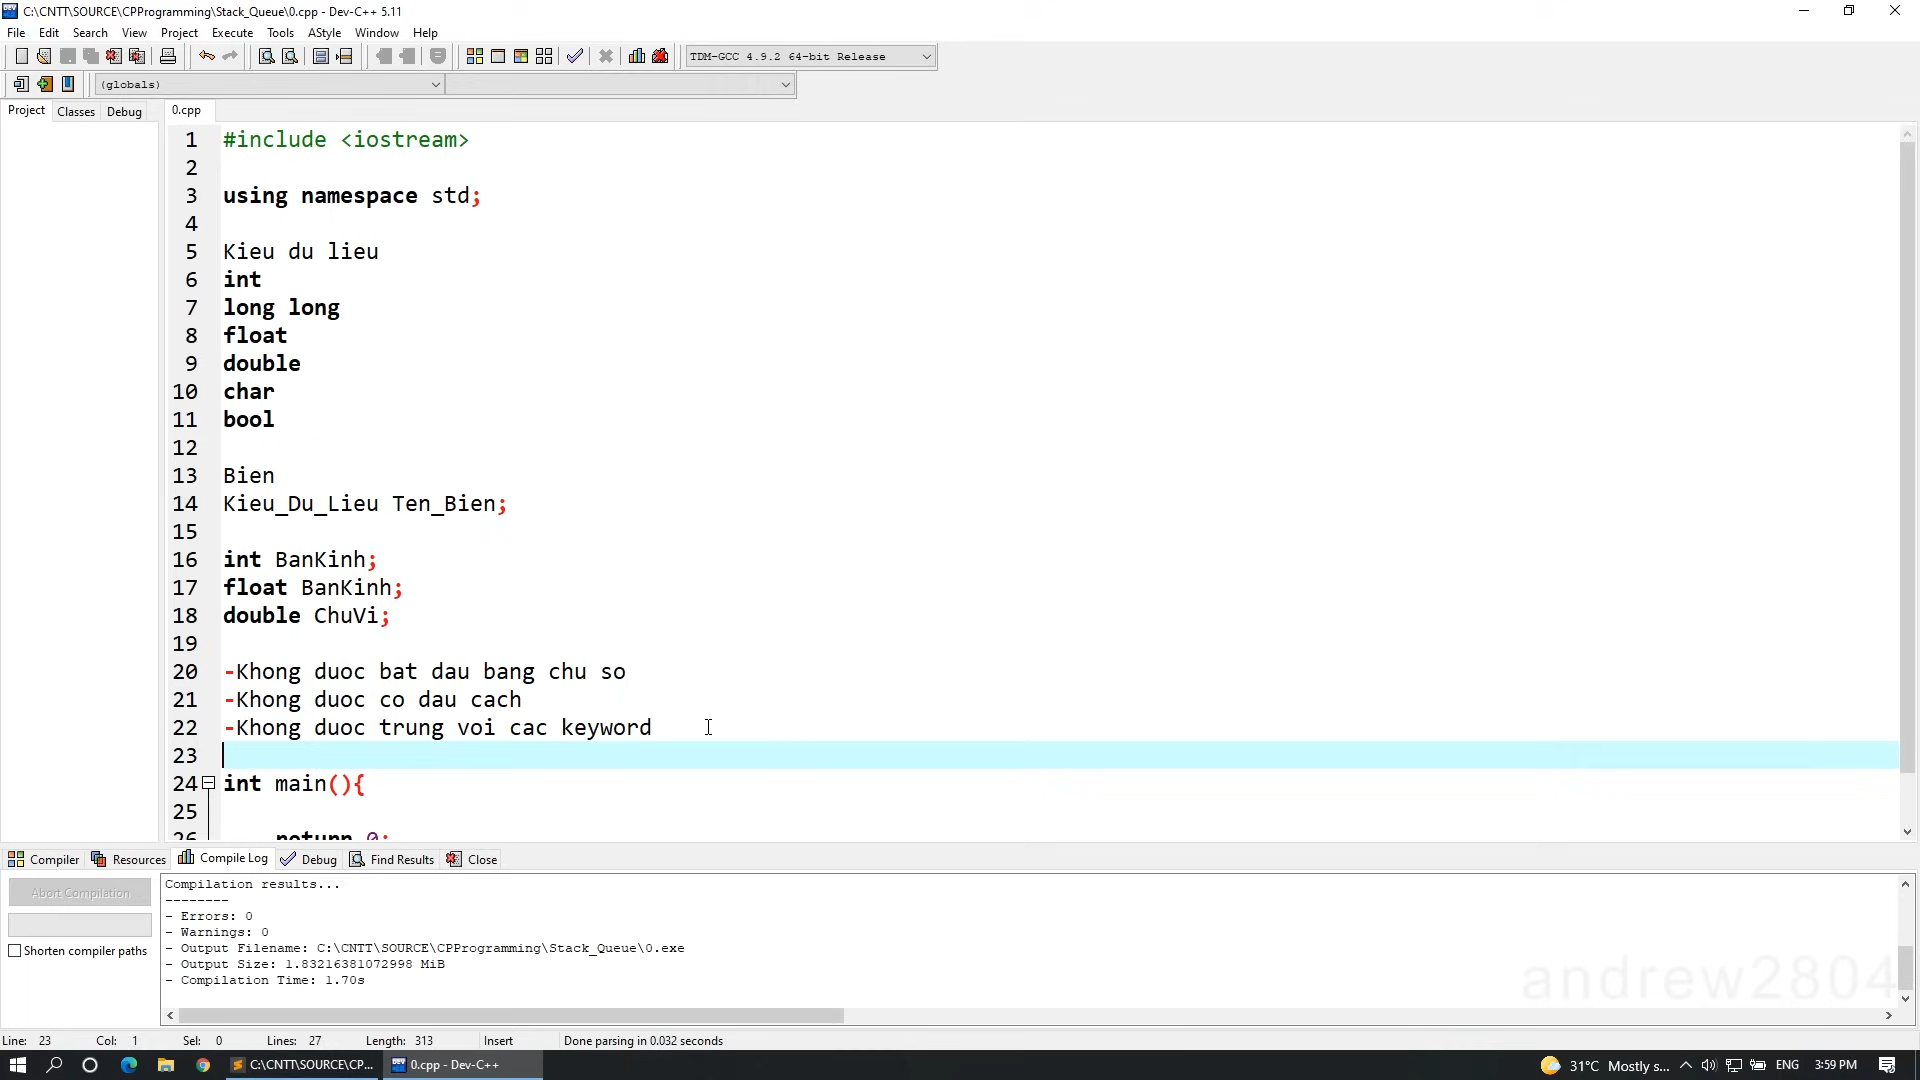 C:\CNTT\SOURCE\CPProgramming\Stack_Queue\0.cpp - Dev-C++ 5.11
File Edit Search View Project Execute Tools AStyle Window Help
TDM-GCC 4.9.2 64-bit Release
(globals)
Project Classes Debug 0.cpp
1 #include <iostream>
2
3 using namespace std;
4
5 Kieu du lieu
6 int
7 long long
8 float
9 double
10 char
11 bool
12
13 Bien
14 Kieu_Du_Lieu Ten_Bien;
15
16 int BanKinh;
17 float BanKinh;
18 double ChuVi;
19
20 -Khong duoc bat dau bang chu so
21 -Khong duoc co dau cach
22 -Khong duoc trung voi cac keyword
23
24 int main(){
25
26 return 0;
Compiler Resources Compile Log Debug Find Results Close
Abort Compilation
Shorten compiler paths
Compilation results...
--------
- Errors: 0
- Warnings: 0
- Output Filename: C:\CNTT\SOURCE\CPProgramming\Stack_Queue\0.exe
- Output Size: 1.83216381072998 MiB
- Compilation Time: 1.70s
andrew2804
Line: 23 Col: 1 Sel: 0 Lines: 27 Length: 313 Insert Done parsing in 0.032 seconds
C:\CNTT\SOURCE\CP... 0.cpp - Dev-C++ 31°C Mostly s... ENG 3:59 PM